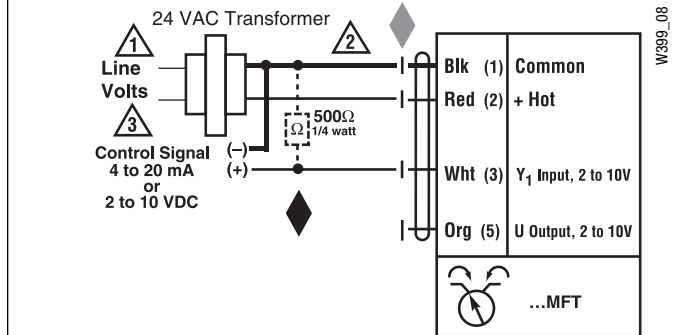 24 VAC Transformer
W399_08
1
2
Line
Volts
3
Blk (1) Common
Red (2) + Hot
Ω
500Ω
1/4 watt
Control Signal
4 to 20 mA
or
2 to 10 VDC
(–)
(+)
Wht (3) Y1 Input, 2 to 10V
Org (5) U Output, 2 to 10V
...MFT